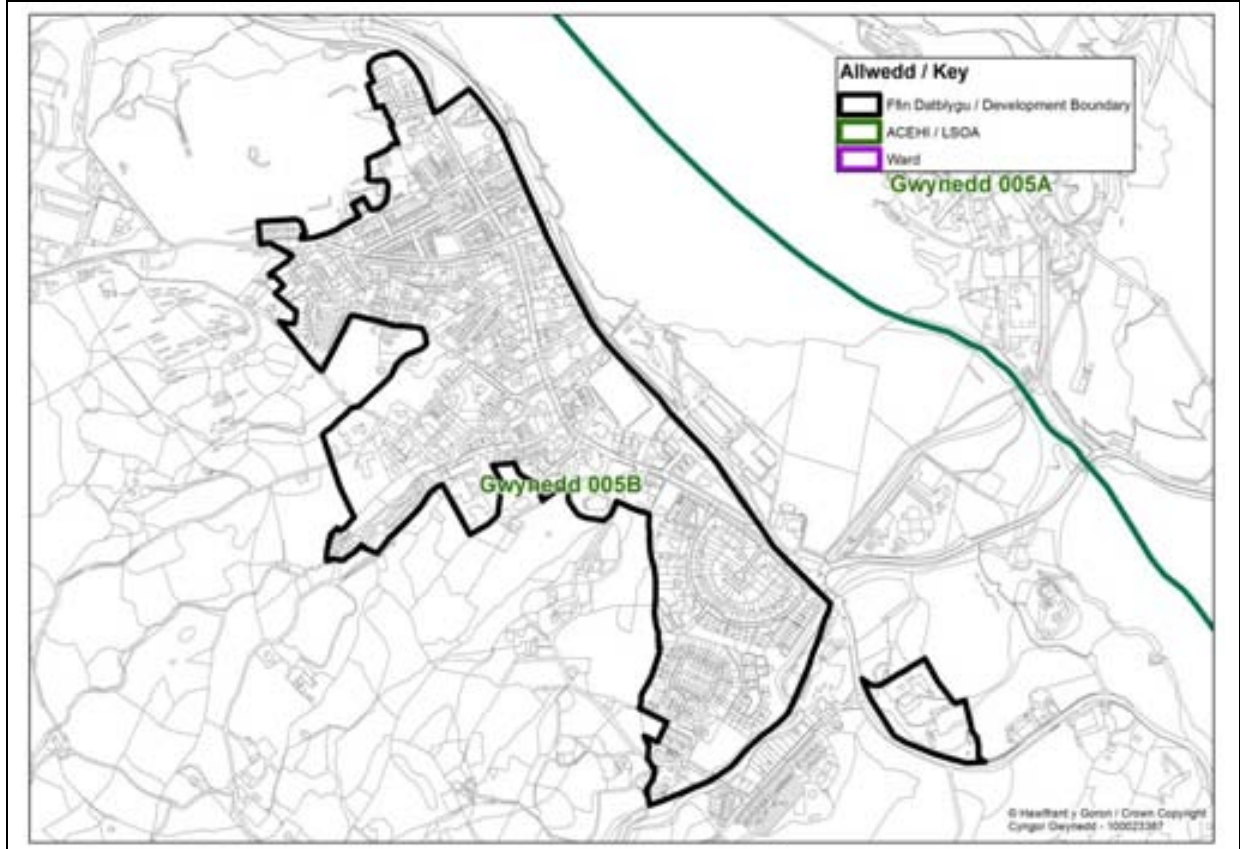 Allwedd / Key
Ffin Datblygu / Development Boundary
ACEHI / LSOA
Ward
Gwynedd 005A
Gwynedd 005B
© Hawlfraint y Goron / Crown Copyright
Cyngor Gwynedd - 100023387